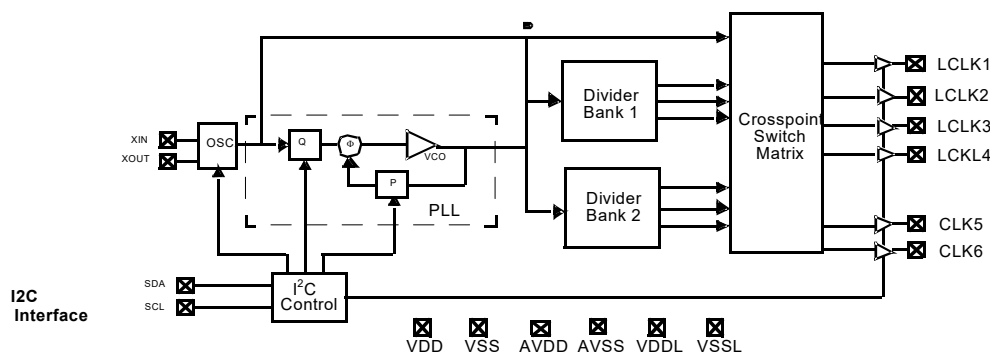 LCLK1
LCLK2
LCLK3
LCKL4
CLK5
CLK6
Divider
Bank 1
Divider
Bank 2
Crosspoint
Switch
Matrix
XIN
XOUT
OSC
Q
Φ
VCO
P
PLL
SDA
SCL
I2C
Control
I2C
Interface
VDD
VSS
AVDD
AVSS
VDDL
VSSL